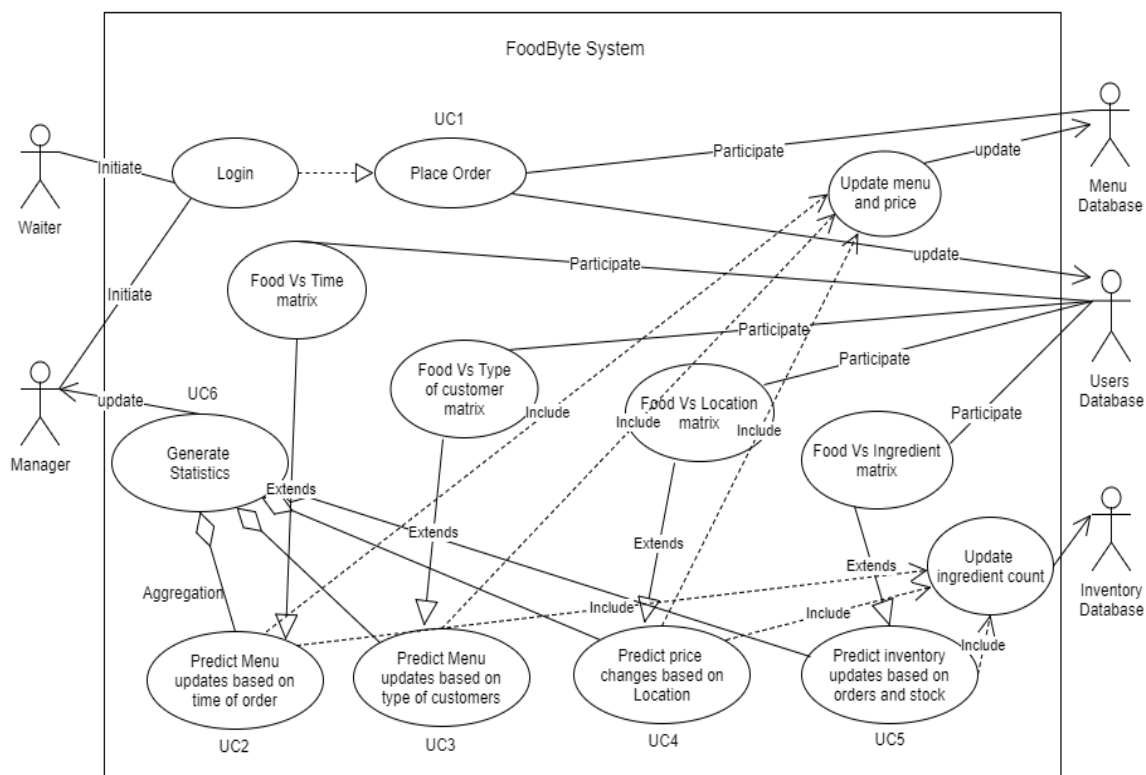 FoodByte System
UC1
Initiate
Login
Place Order
Participate
update
Update menu
and price
Menu
Database
Waiter
Food Vs Time
matrix
Participate
update
Initiate
Participate
Users
Database
Participate
Participate
Food Vs Type
of customer
matrix
Food Vs Location
matrix
Include
Include
Include
update
UC6
Manager
Generate
Statistics
Food Vs Ingredient
matrix
Extends
Extends
Extends
Extends
Update
ingredient count
Inventory
Database
Aggregation
Include
Include
Include
Predict Menu
updates based on
time of order
Predict Menu
updates based on
type of customers
Predict price
changes based on
Location
Predict inventory
updates based on
orders and stock
UC2
UC3
UC4
UC5